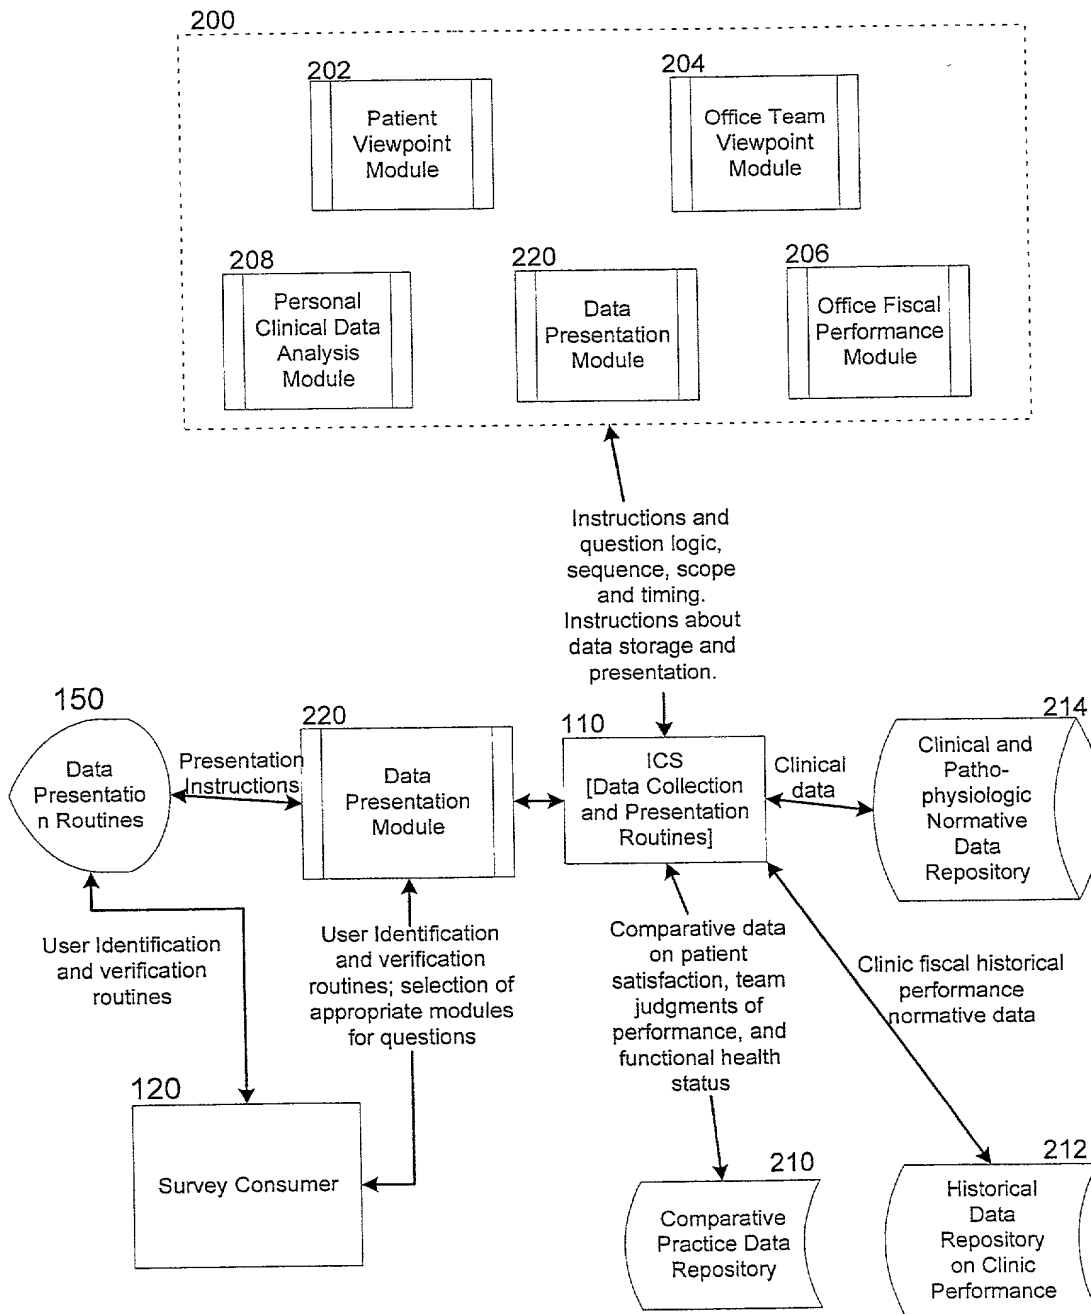 200
202
Patient
Viewpoint
Module
204
Office Team
Viewpoint
Module
208
Personal
Clinical Data
Analysis
Module
220
Data
Presentation
Module
206
Office Fiscal
Performance
Module
Instructions and
question logic,
sequence, scope
and timing.
Instructions about
data storage and
presentation.
150
Data
Presentatio
n Routines
Presentation
Instructions
220
Data
Presentation
Module
110
ICS
[Data Collection
and Presentation
Routines]
Clinical
data
214
Clinical and
Patho-
physiologic
Normative
Data
Repository
User Identification
and verification
routines
User Identification
and verification
routines; selection of
appropriate modules
for questions
Comparative data
on patient
satisfaction, team
judgments of
performance, and
functional health
status
Clinic fiscal historical
performance
normative data
120
Survey Consumer
210
Comparative
Practice Data
Repository
212
Historical
Data
Repository
on Clinic
Performance